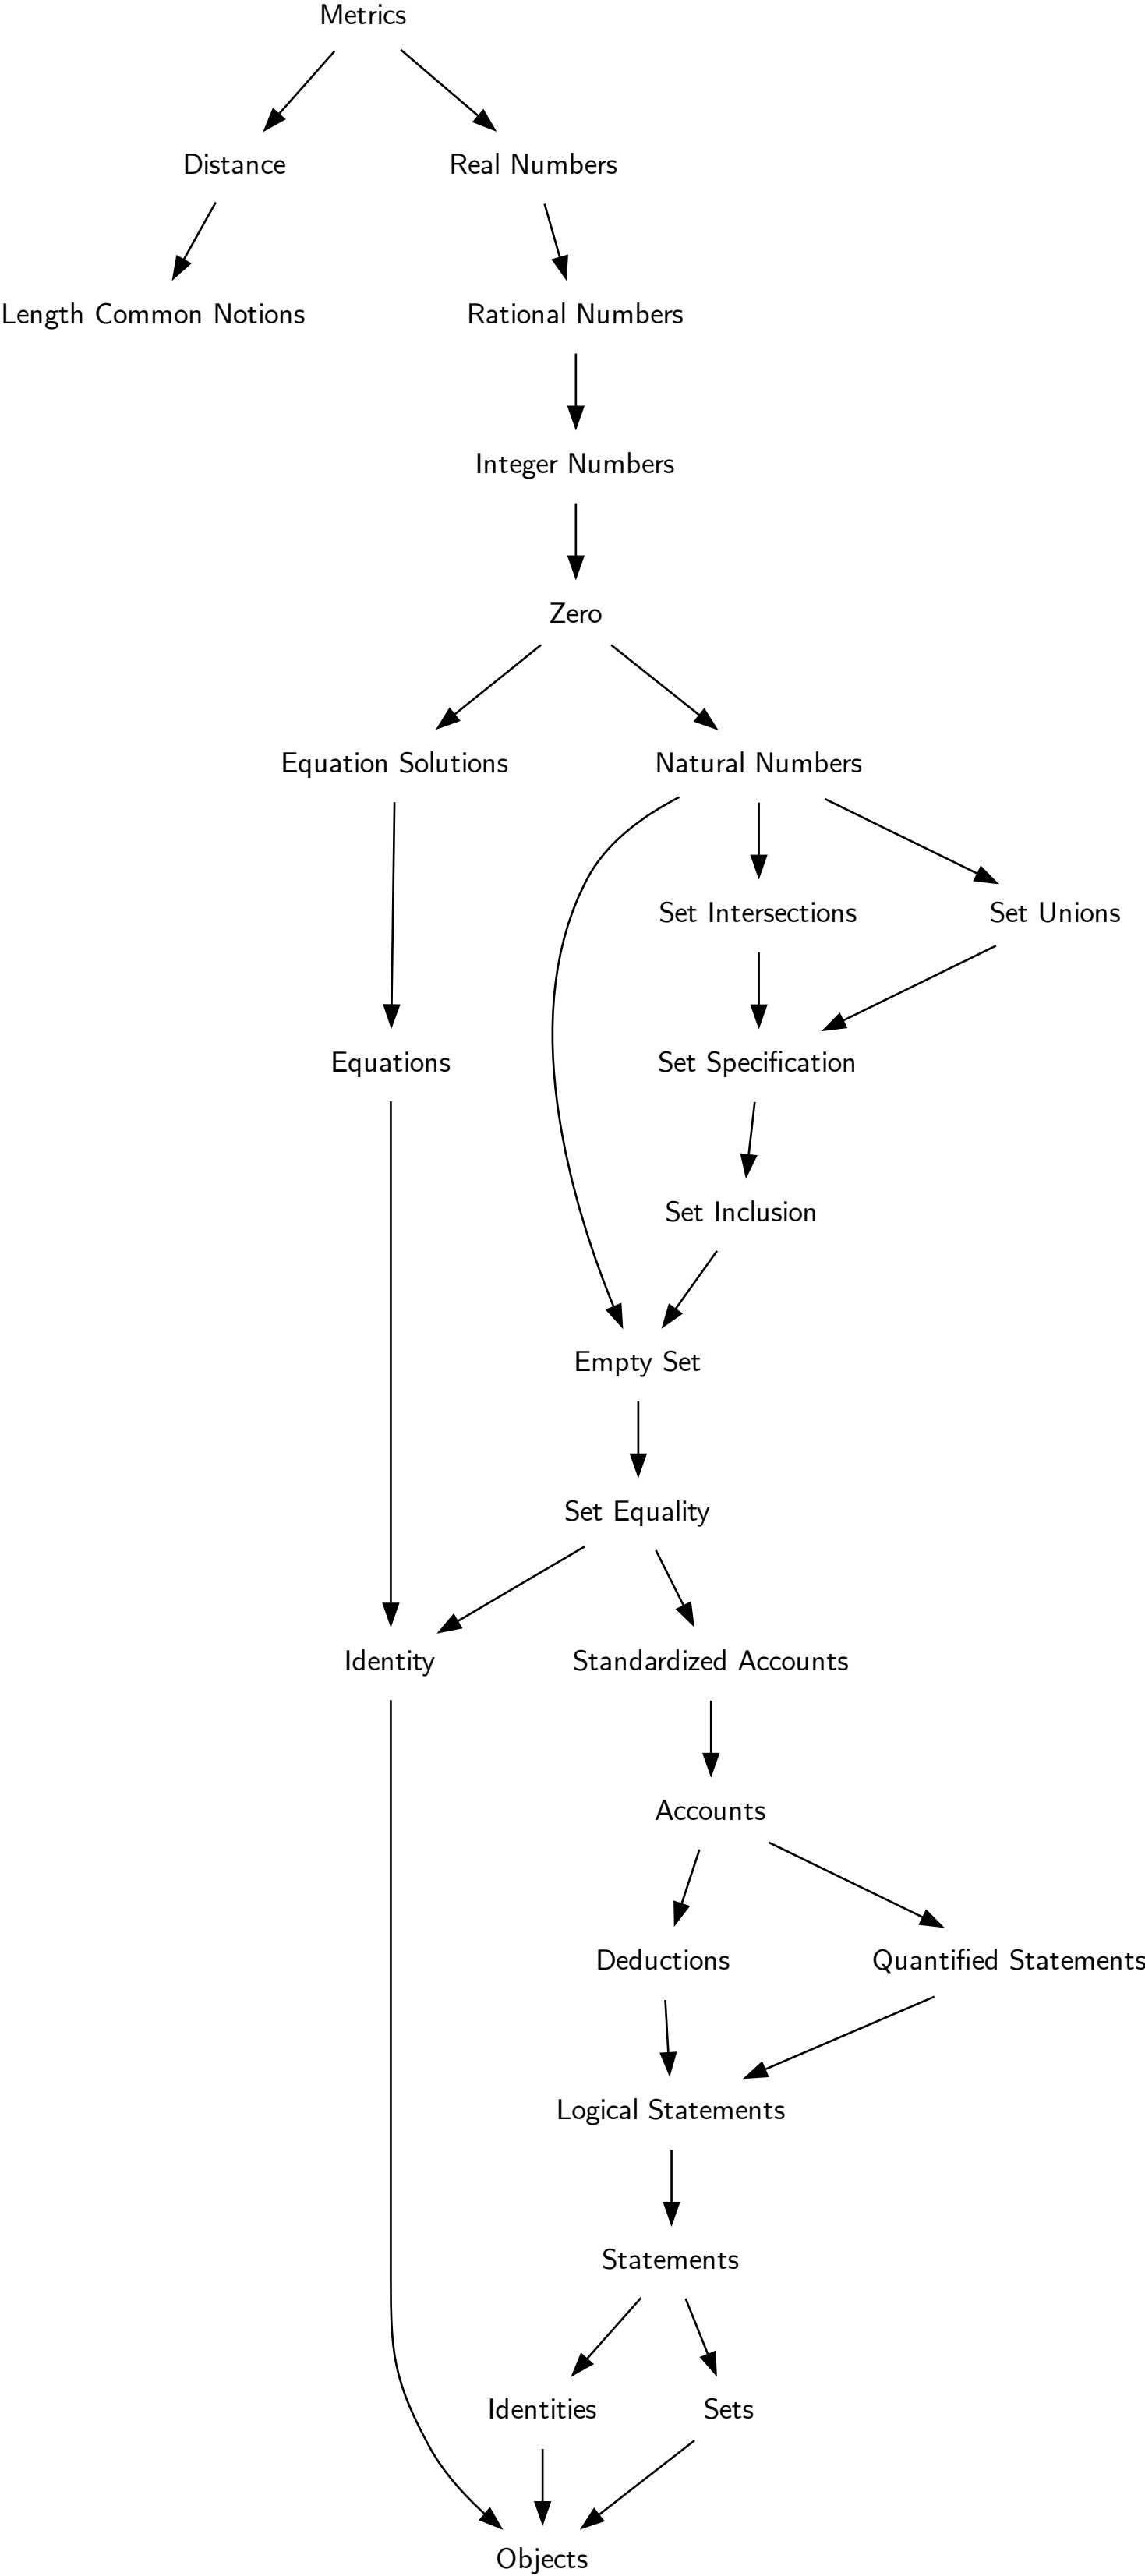 Metrics
Distance
Real Numbers
Length Common Notions
Rational Numbers
Integer Numbers
Zero
Equation Solutions
Natural Numbers
Set Intersections
Set Unions
Equations
Set Specification
Set Inclusion
Empty Set
Set Equality
Identity
Standardized Accounts
Accounts
Deductions
Quantified Statements
Logical Statements
Statements
Identities
Sets
Objects